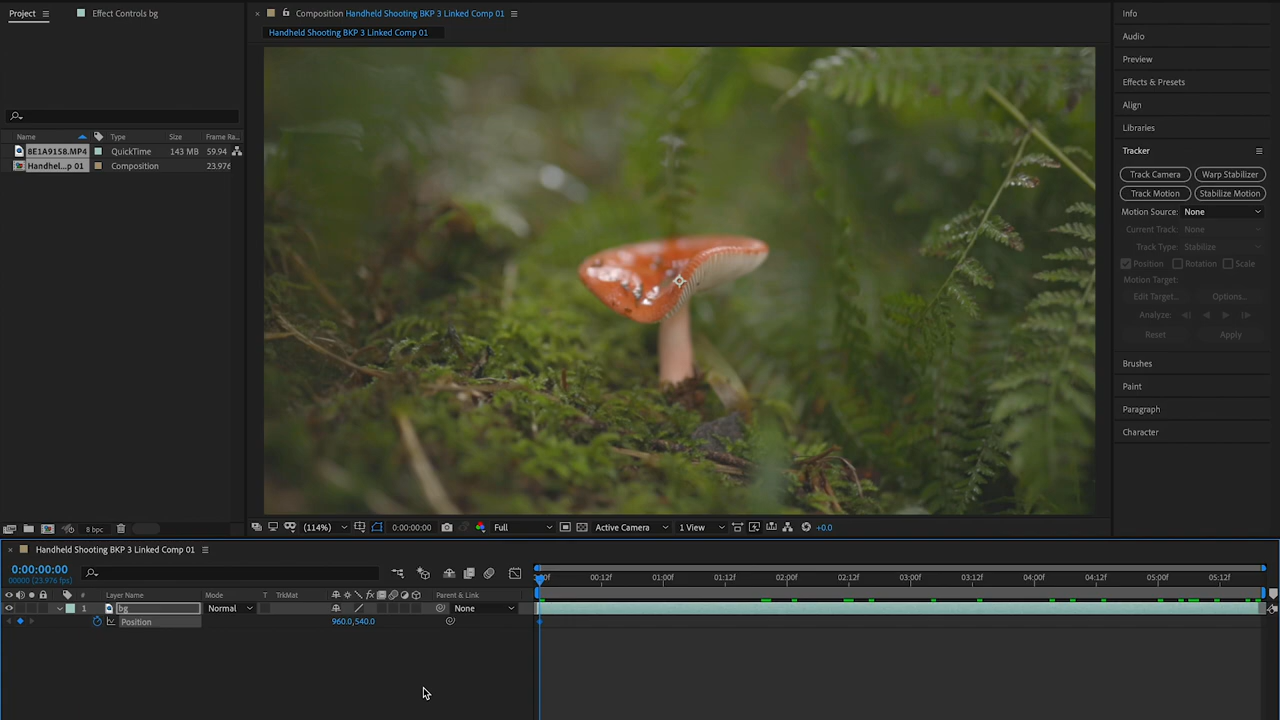 Project
Effect Controls bg
Composition Handheld Shooting BKP 3 Linked Comp 01
Handheld Shooting BKP 3 Linked Comp 01
Name Type Size Frame Ra...
8E1A9158.MP4 QuickTime 143 MB 59.94
Handhel...p 01 Composition 23.976
8 bpc
(114%) 0:00:00:00 Full Active Camera 1 View +0.0
Info
Audio
Preview
Effects & Presets
Align
Libraries
Tracker
Track Camera Warp Stabilizer
Track Motion Stabilize Motion
Motion Source: None
Current Track: None
Track Type: Stabilize
Position Rotation Scale
Motion Target:
Edit Target... Options...
Analyze:
Reset Apply
Brushes
Paint
Paragraph
Character
Handheld Shooting BKP 3 Linked Comp 01
0:00:00:00
00000 (23.976 fps)
# Layer Name Mode T TrkMat Parent & Link
1 bg Normal None
Position 960.0,540.0
00:12f 01:00f 01:12f 02:00f 02:12f 03:00f 03:12f 04:00f 04:12f 05:00f 05:12f